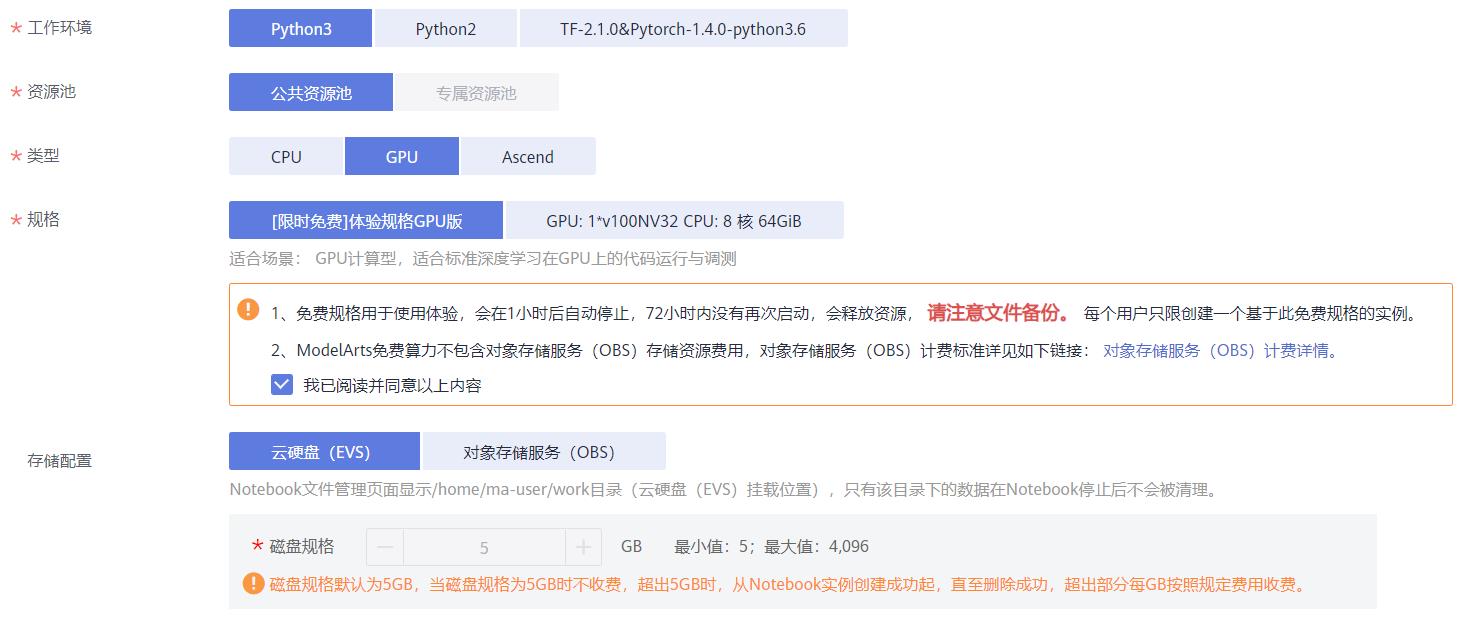 * 工作环境 Python3 Python2 TF-2.1.0&Pytorch-1.4.0-python3.6
* 资源池 公共资源池 专属资源池
* 类型 CPU GPU Ascend
* 规格 [限时免费]体验规格GPU版 GPU: 1*v100NV32 CPU: 8 核 64GiB
适合场景： GPU计算型，适合标准深度学习在GPU上的代码运行与调测
1、免费规格用于使用体验，会在1小时后自动停止，72小时内没有再次启动，会释放资源， 请注意文件备份。 每个用户只限创建一个基于此免费规格的实例。
2、ModelArts免费算力不包含对象存储服务（OBS）存储资源费用，对象存储服务（OBS）计费标准详见如下链接： 对象存储服务（OBS）计费详情。
我已阅读并同意以上内容
存储配置 云硬盘（EVS） 对象存储服务（OBS）
Notebook文件管理页面显示/home/ma-user/work目录（云硬盘（EVS）挂载位置），只有该目录下的数据在Notebook停止后不会被清理。
* 磁盘规格 — 5 + GB 最小值：5；最大值：4,096
磁盘规格默认为5GB，当磁盘规格为5GB时不收费，超出5GB时，从Notebook实例创建成功起，直至删除成功，超出部分每GB按照规定费用收费。